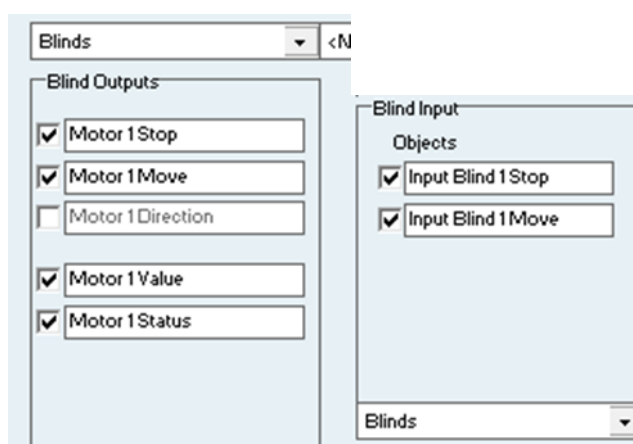 Blinds
<N
Blind Outputs
Motor 1 Stop
Motor 1 Move
Motor 1 Direction
Motor 1 Value
Motor 1 Status
Blind Input
Objects
Input Blind 1 Stop
Input Blind 1 Move
Blinds